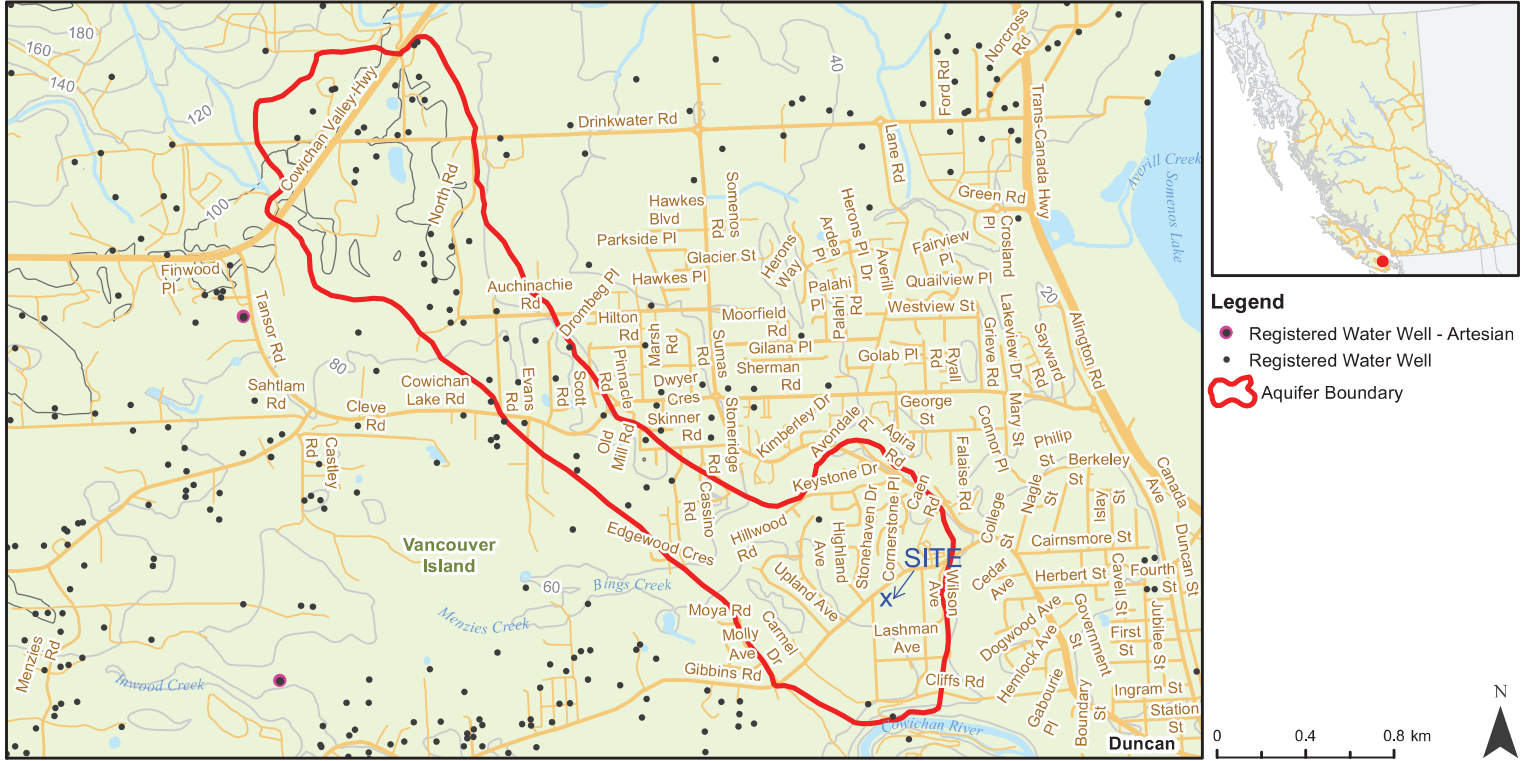 180
160
140
120
100
80
60
40
20
Cowichan Valley Hwy
Drinkwater Rd
North Rd
Ford Rd
Norcross
Rd
Trans-Canada Hwy
Lane Rd
Green Rd
Averill Creek
Somenos Lake
Hawkes
Blvd
Somenos
Rd
Parkside Pl
Glacier St
Hawkes Pl
Herons
Way
Ardea
Pl
Herons Pl
Averill
Dr
Fairview
Pl
Crosland
Pl
Quailview Pl
Westview St
Palahi
Pl
Palahi
Rd
Finwood
Pl
Tansor Rd
Auchinachie
Rd
Drombeg Pl
Hilton
Rd
Marsh
Rd
Moorfield
Rd
Gilana Pl
Sherman
Rd
Golab Pl
Ryall
Rd
Grieve Rd
Lakeview Dr
Sayward
Rd
Alington Rd
Sumas
Rd
Pinnacle
Rd
Dwyer
Cres
Skinner
Rd
Stoneridge
Rd
Scott
Rd
Evans
Rd
Cowichan
Lake Rd
Sahtlam
Rd
Cleve
Rd
Castley
Rd
Old
Mill Rd
Kimberley Dr
Avondale
Pl
Agira
Rd
George
St
Connor Pl
Mary St
Philip
St
Berkeley
St
Canada
Ave
Keystone Dr
Caen
Rd
Falaise Rd
College
St
Nagle
St
Islay
St
Cassino
Rd
Hillwood
Rd
Highland
Ave
Stonehaven Dr
Cornerstone Pl
Cairnsmore St
Duncan St
Edgewood Cres
Vancouver
Island
SITE
x
Wilson
Ave
Cedar
Ave
Herbert St
Cavell St
Fourth
St
Upland Ave
Bings Creek
Menzies Creek
Moya Rd
Molly
Ave
Carmel
Dr
Lashman
Ave
Dogwood Ave
Government
St
First
St
Jubilee St
Menzies
Rd
Inwood Creek
Gibbins Rd
Cliffs Rd
Hemlock Ave
Gabourie
Pl
Boundary
St
Ingram St
Station
St
Cowichan River
Duncan
Legend
Registered Water Well - Artesian
Registered Water Well
Aquifer Boundary
N
0 0.4 0.8 km